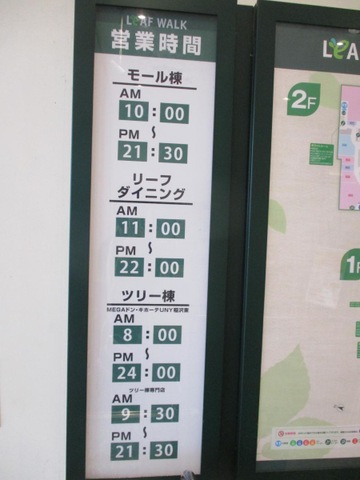 LEAF WALK
営業時間
モール棟
AM
10:00
~
PM
21:30
リーフ
ダイニング
AM
11:00
~
PM
22:00
ツリー棟
MEGAドン・キホーテUNY稲沢東
AM
8:00
~
PM
24:00
ツリー棟専門店
AM
9:30
~
PM
21:30
LEA
2F
1F